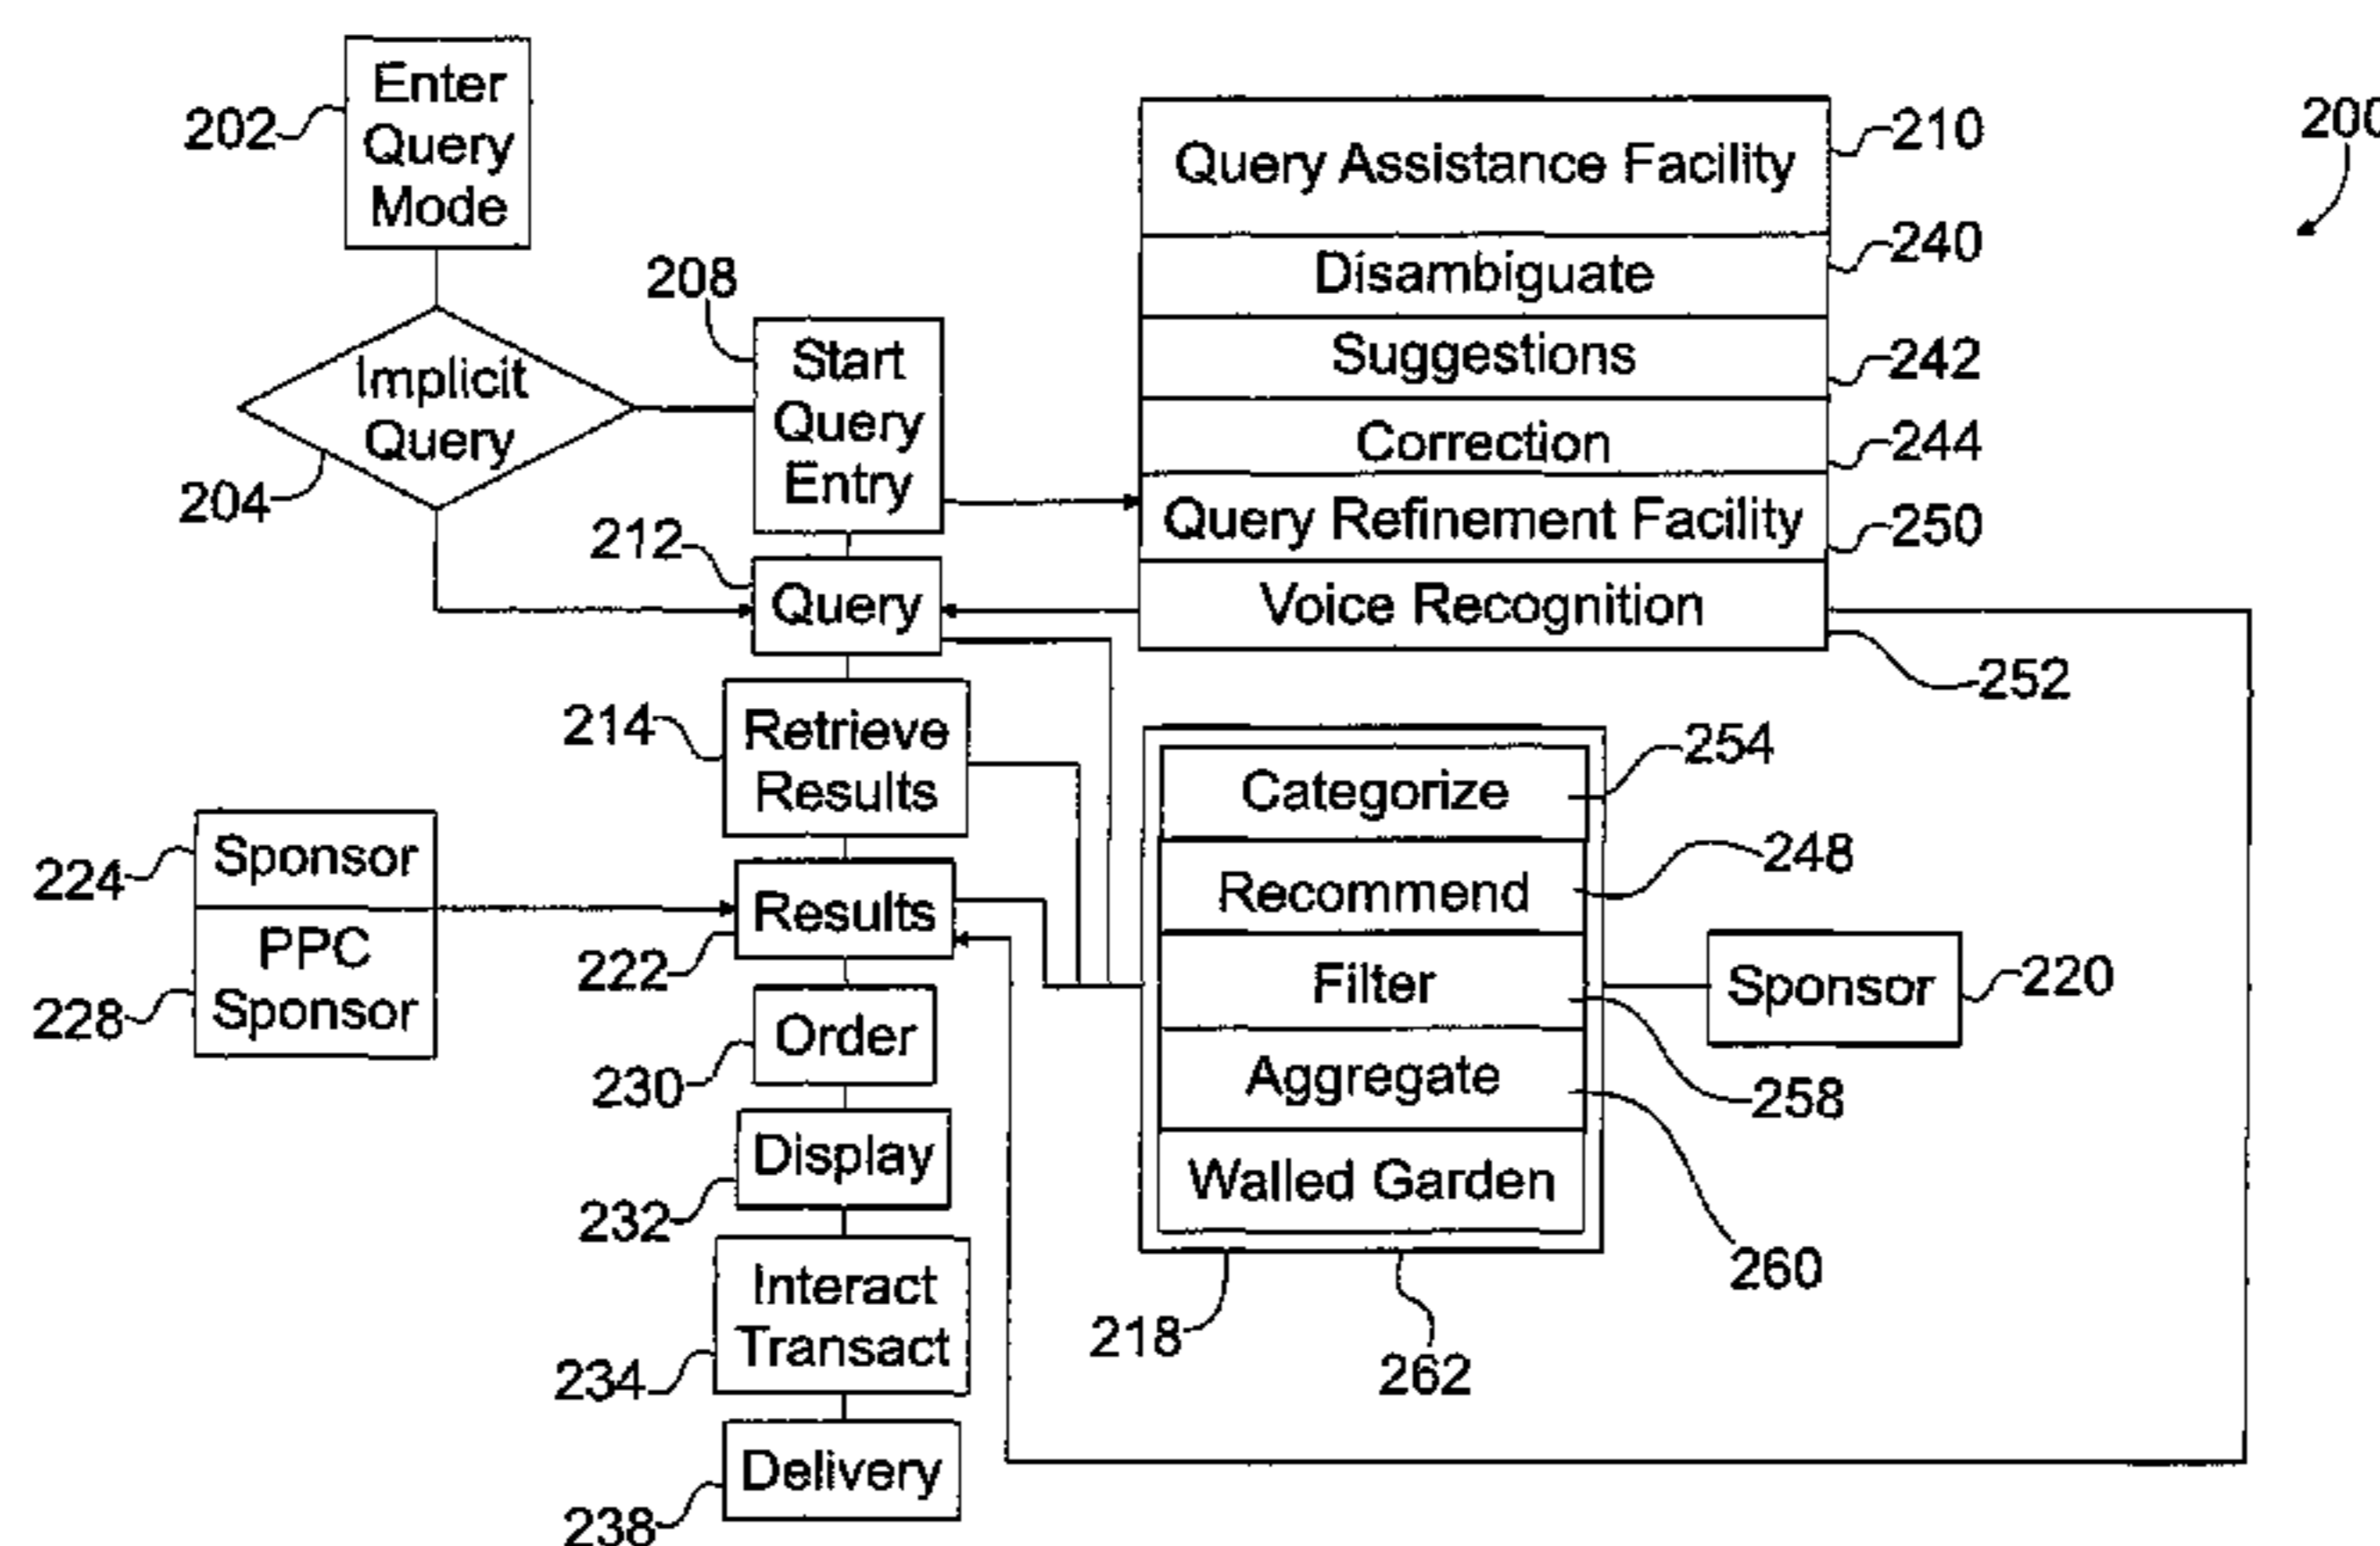 Enter
Query
Mode
202
Implicit
Query
204
208
Start
Query
Entry
212
Query
214
Retrieve
Results
224
Sponsor
228
PPC
Sponsor
Results
222
Order
230
Display
232
Interact
Transact
234
Delivery
238
Query Assistance Facility
210
Disambiguate
240
Suggestions
242
Correction
244
Query Refinement Facility
250
Voice Recognition
252
200
Categorize
254
Recommend
248
Filter
258
Aggregate
260
Walled Garden
218
262
Sponsor
220